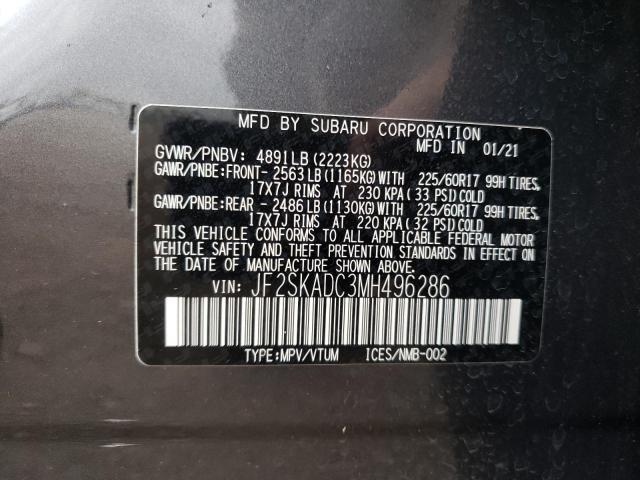 MFD BY SUBARU CORPORATION
MFD IN 01/21
GVWR/PNBV: 4891LB(2223KG)
GAWR/PNBE:FRONT- 2563LB(1165KG)WITH 225/60R17 99H TIRES,
17X7J RIMS AT 230 KPA(33 PSI)COLD
GAWR/PNBE:REAR - 2486LB(1130KG)WITH 225/60R17 99H TIRES,
17X7J RIMS AT 220 KPA(32 PSI)COLD
THIS VEHICLE CONFORMS TO ALL APPLICABLE FEDERAL MOTOR
VEHICLE SAFETY AND THEFT PREVENTION STANDARDS IN EFFECT
ON THE DATE OF MANUFACTURE SHOWN ABOVE.
VIN: JF2SKADC3MH496286
TYPE:MPV/VTUM ICES/NMB-002